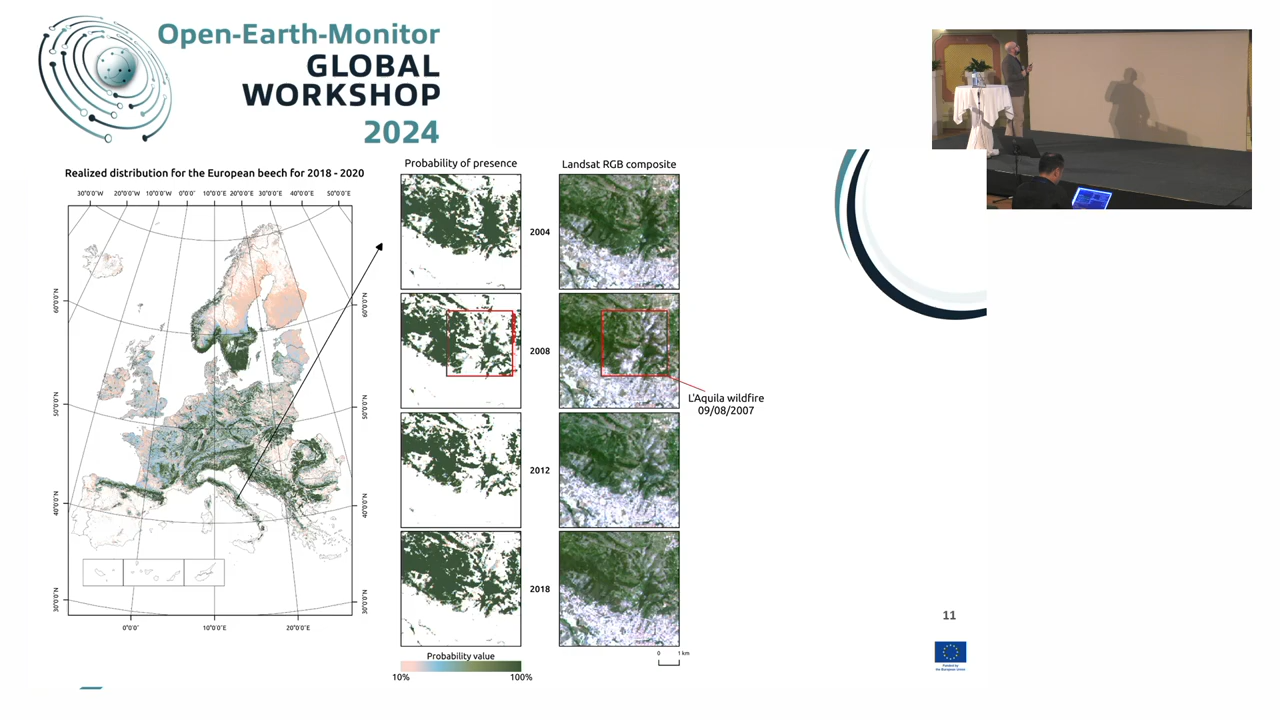 Open-Earth-Monitor
GLOBAL
WORKSHOP
2024
Realized distribution for the European beech for 2018 - 2020
30°0'0"W 20°0'0"W 10°0'0"W 0°0'0" 10°0'0"E 20°0'0"E 30°0'0"E 40°0'0"E 50°0'0"E
60°0'0"N 60°0'0"N
50°0'0"N 50°0'0"N
40°0'0"N 40°0'0"N
30°0'0"N 30°0'0"N
0°0'0" 10°0'0"E 20°0'0"E
Probability of presence
Landsat RGB composite
2004
2008
L'Aquila wildfire
09/08/2007
2012
2018
Probability value
10% 100%
0 1 km
11
Funded by
the European Union